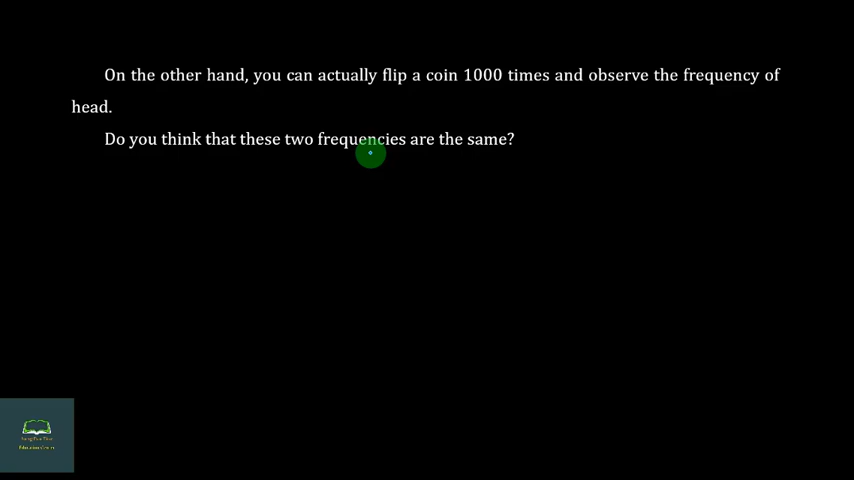 On the other hand, you can actually flip a coin 1000 times and observe the frequency of
head.
Do you think that these two frequencies are the same?